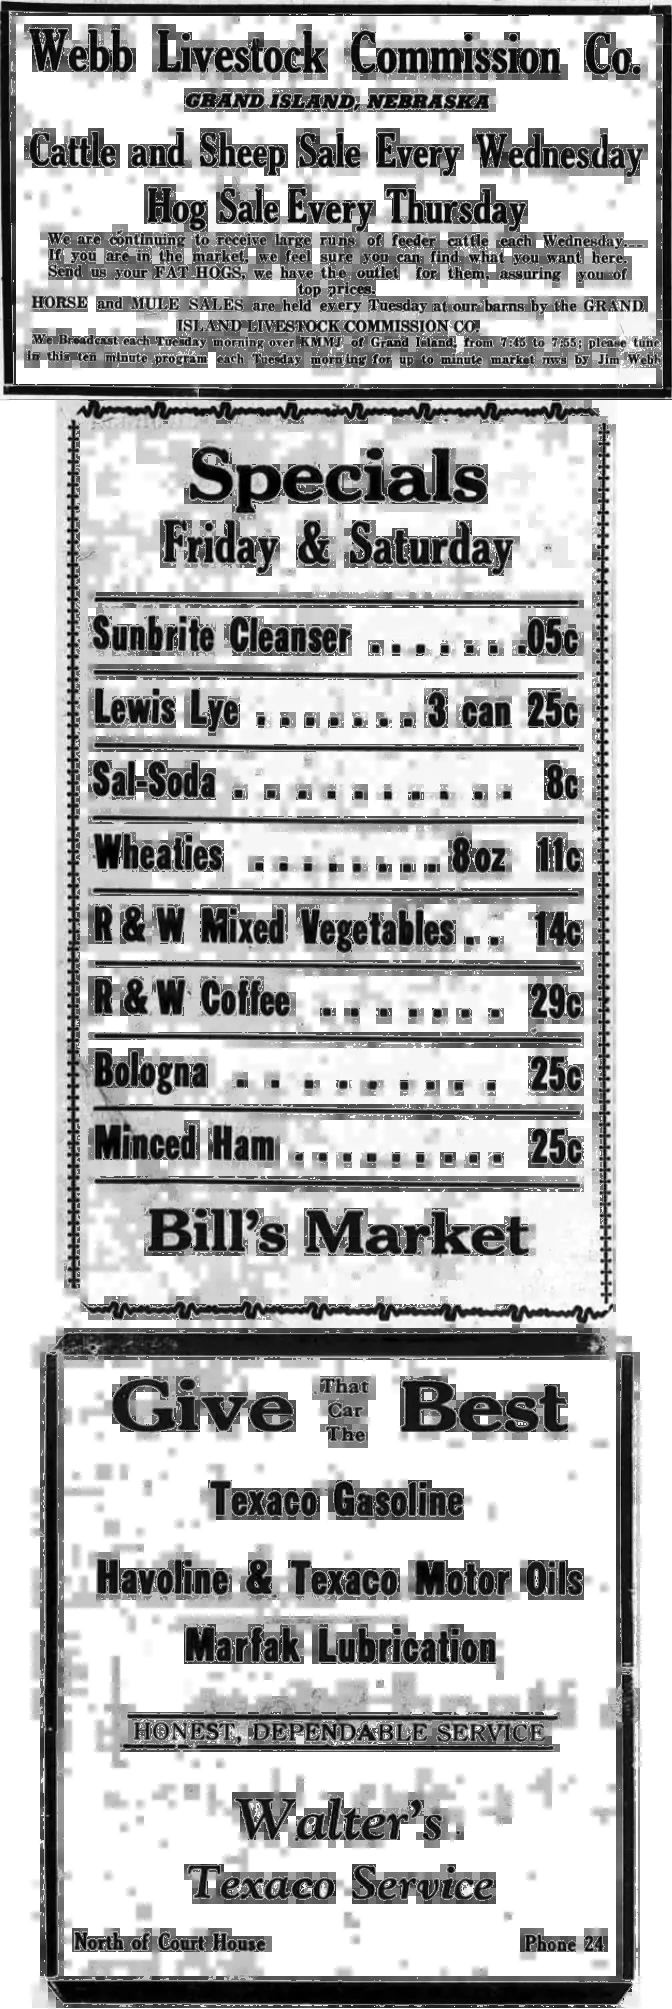 Webb Livestock Commission Co.
GRAND ISLAND, NEBRASKA
Cattle and Sheep Sale Every Wednesday
Hog Sale Every Thursday
We are continuing to receive large runs of feeder cattle each Wednesday....
If you are in the market, we feel sure you can find what you want here.
Send us your FAT HOGS, we have the outlet for them, assuring you of
top prices.
HORSE and MULE SALES are held every Tuesday at our barns by the GRAND
ISLAND LIVESTOCK COMMISSION CO.
We Broadcast each Tuesday morning over KMMJ of Grand Island, from 7:45 to 7:55; please tune
in this ten minute program each Tuesday morning for up to minute market nws by Jim Webb
Specials
Friday & Saturday
Sunbrite Cleanser . . . . . . .05c
Lewis Lye . . . . . . . 3 can 25c
Sal-Soda . . . . . . . . . . 8c
Wheaties . . . . . . . . 8oz 11c
R & W Mixed Vegetables . . 14c
R & W Coffee . . . . . . . 29c
Bologna . . . . . . . . 25c
Minced Ham . . . . . . . . . 25c
Bill's Market
Give That Best
Car
The
Texaco Gasoline
Havoline & Texaco Motor Oils
Marfak Lubrication
HONEST, DEPENDABLE SERVICE
Walter's
Texaco Service
North of Court House Phone 24